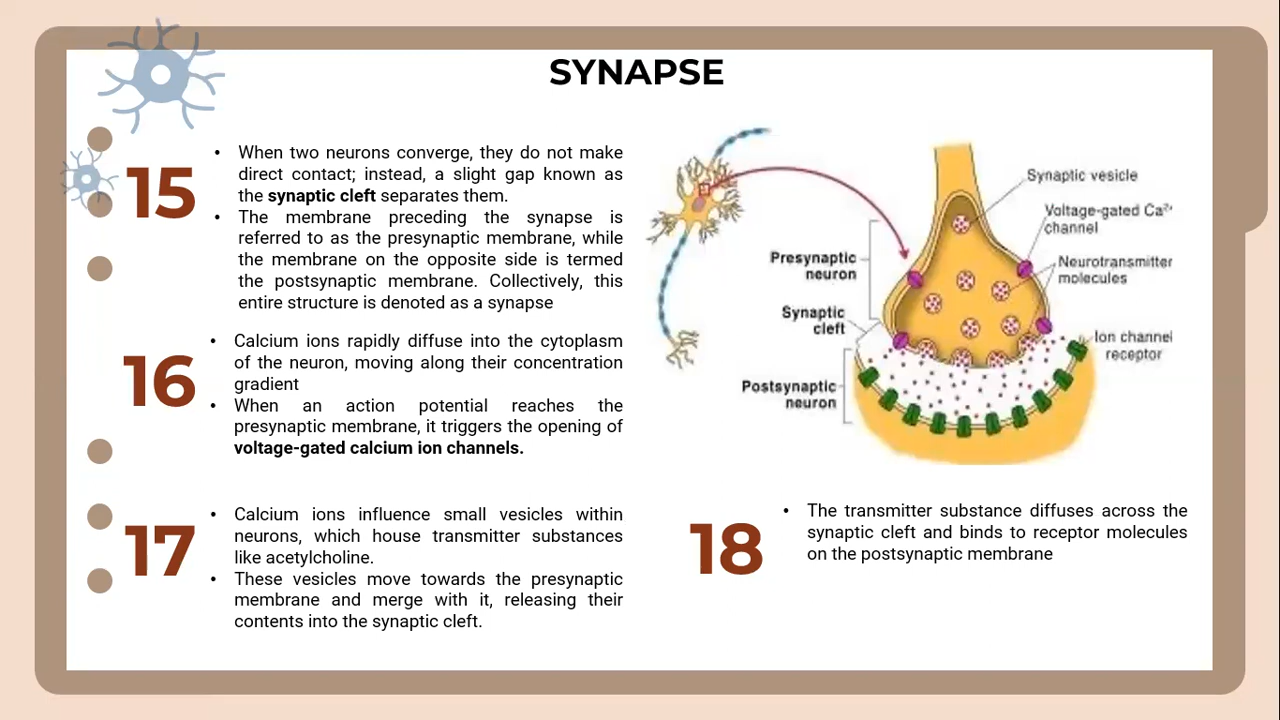 SYNAPSE
15
• When two neurons converge, they do not make
direct contact; instead, a slight gap known as
the synaptic cleft separates them.
• The membrane preceding the synapse is
referred to as the presynaptic membrane, while
the membrane on the opposite side is termed
the postsynaptic membrane. Collectively, this
entire structure is denoted as a synapse
16
• Calcium ions rapidly diffuse into the cytoplasm
of the neuron, moving along their concentration
gradient
• When an action potential reaches the
presynaptic membrane, it triggers the opening of
voltage-gated calcium ion channels.
17
• Calcium ions influence small vesicles within
neurons, which house transmitter substances
like acetylcholine.
• These vesicles move towards the presynaptic
membrane and merge with it, releasing their
contents into the synaptic cleft.
Synaptic vesicle
Voltage-gated Ca²⁺
channel
Neurotransmitter
molecules
Presynaptic
neuron
Synaptic
cleft
Ion channel
receptor
Postsynaptic
neuron
18
• The transmitter substance diffuses across the
synaptic cleft and binds to receptor molecules
on the postsynaptic membrane